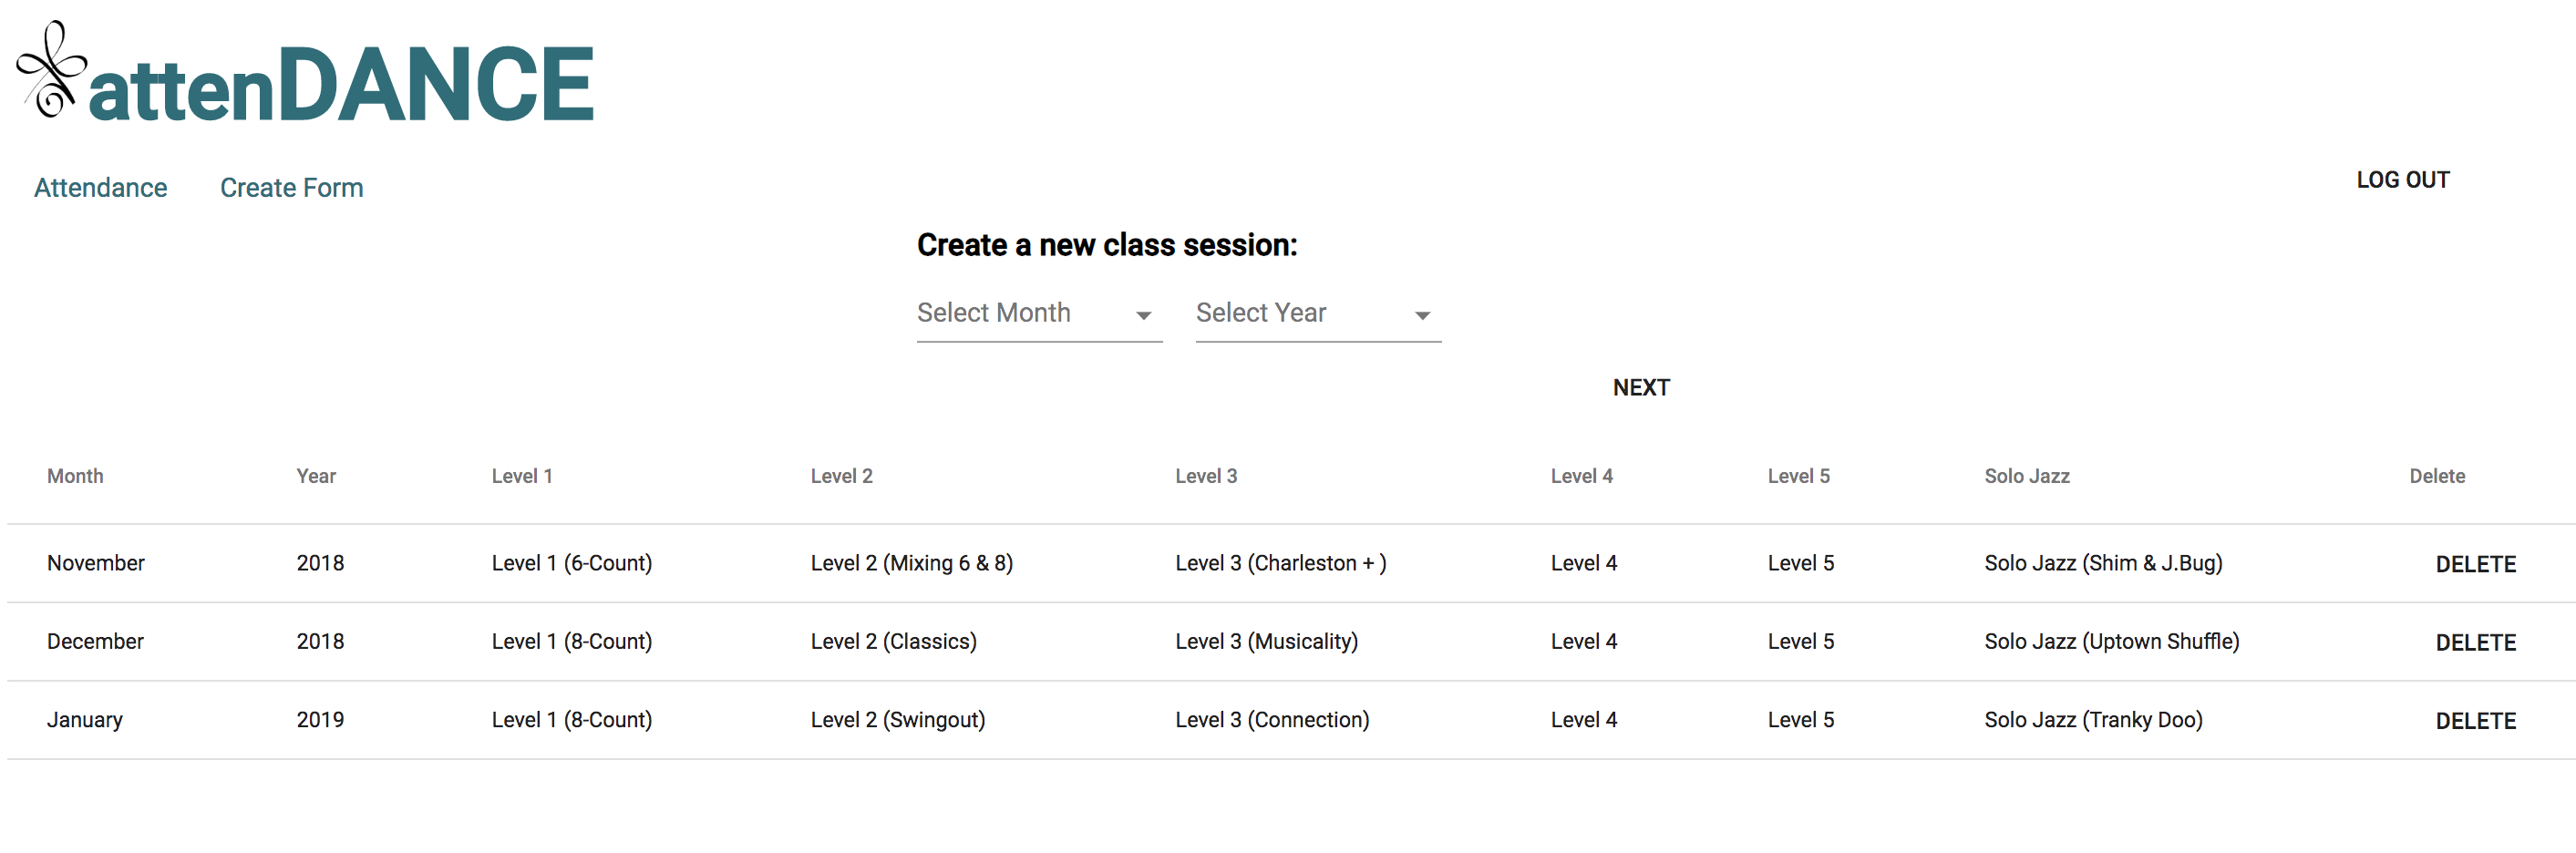 attenDANCE
Attendance Create Form LOG OUT
Create a new class session:
Select Month Select Year
NEXT
Month Year Level 1 Level 2 Level 3 Level 4 Level 5 Solo Jazz Delete
November 2018 Level 1 (6-Count) Level 2 (Mixing 6 & 8) Level 3 (Charleston + ) Level 4 Level 5 Solo Jazz (Shim & J.Bug) DELETE
December 2018 Level 1 (8-Count) Level 2 (Classics) Level 3 (Musicality) Level 4 Level 5 Solo Jazz (Uptown Shuffle) DELETE
January 2019 Level 1 (8-Count) Level 2 (Swingout) Level 3 (Connection) Level 4 Level 5 Solo Jazz (Tranky Doo) DELETE